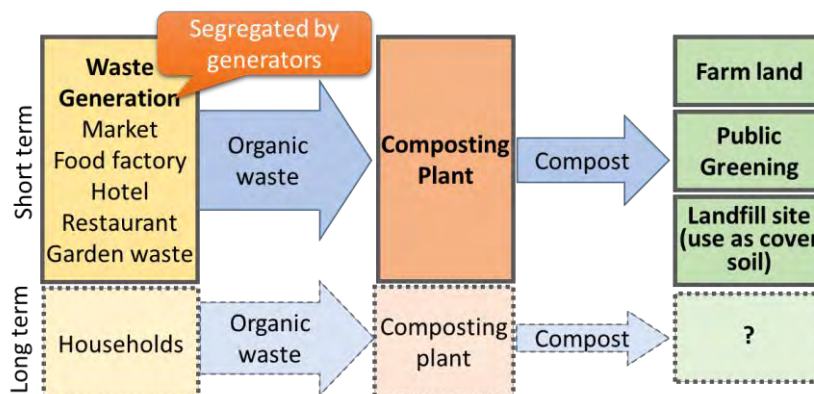 Segregated by
generators
Short term
Waste
Generation
Market
Food factory
Hotel
Restaurant
Garden waste
Organic
waste
Composting
Plant
Compost
Farm land
Public
Greening
Landfill site
(use as cover
soil)
Long term
Households
Organic
waste
Composting
plant
Compost
?